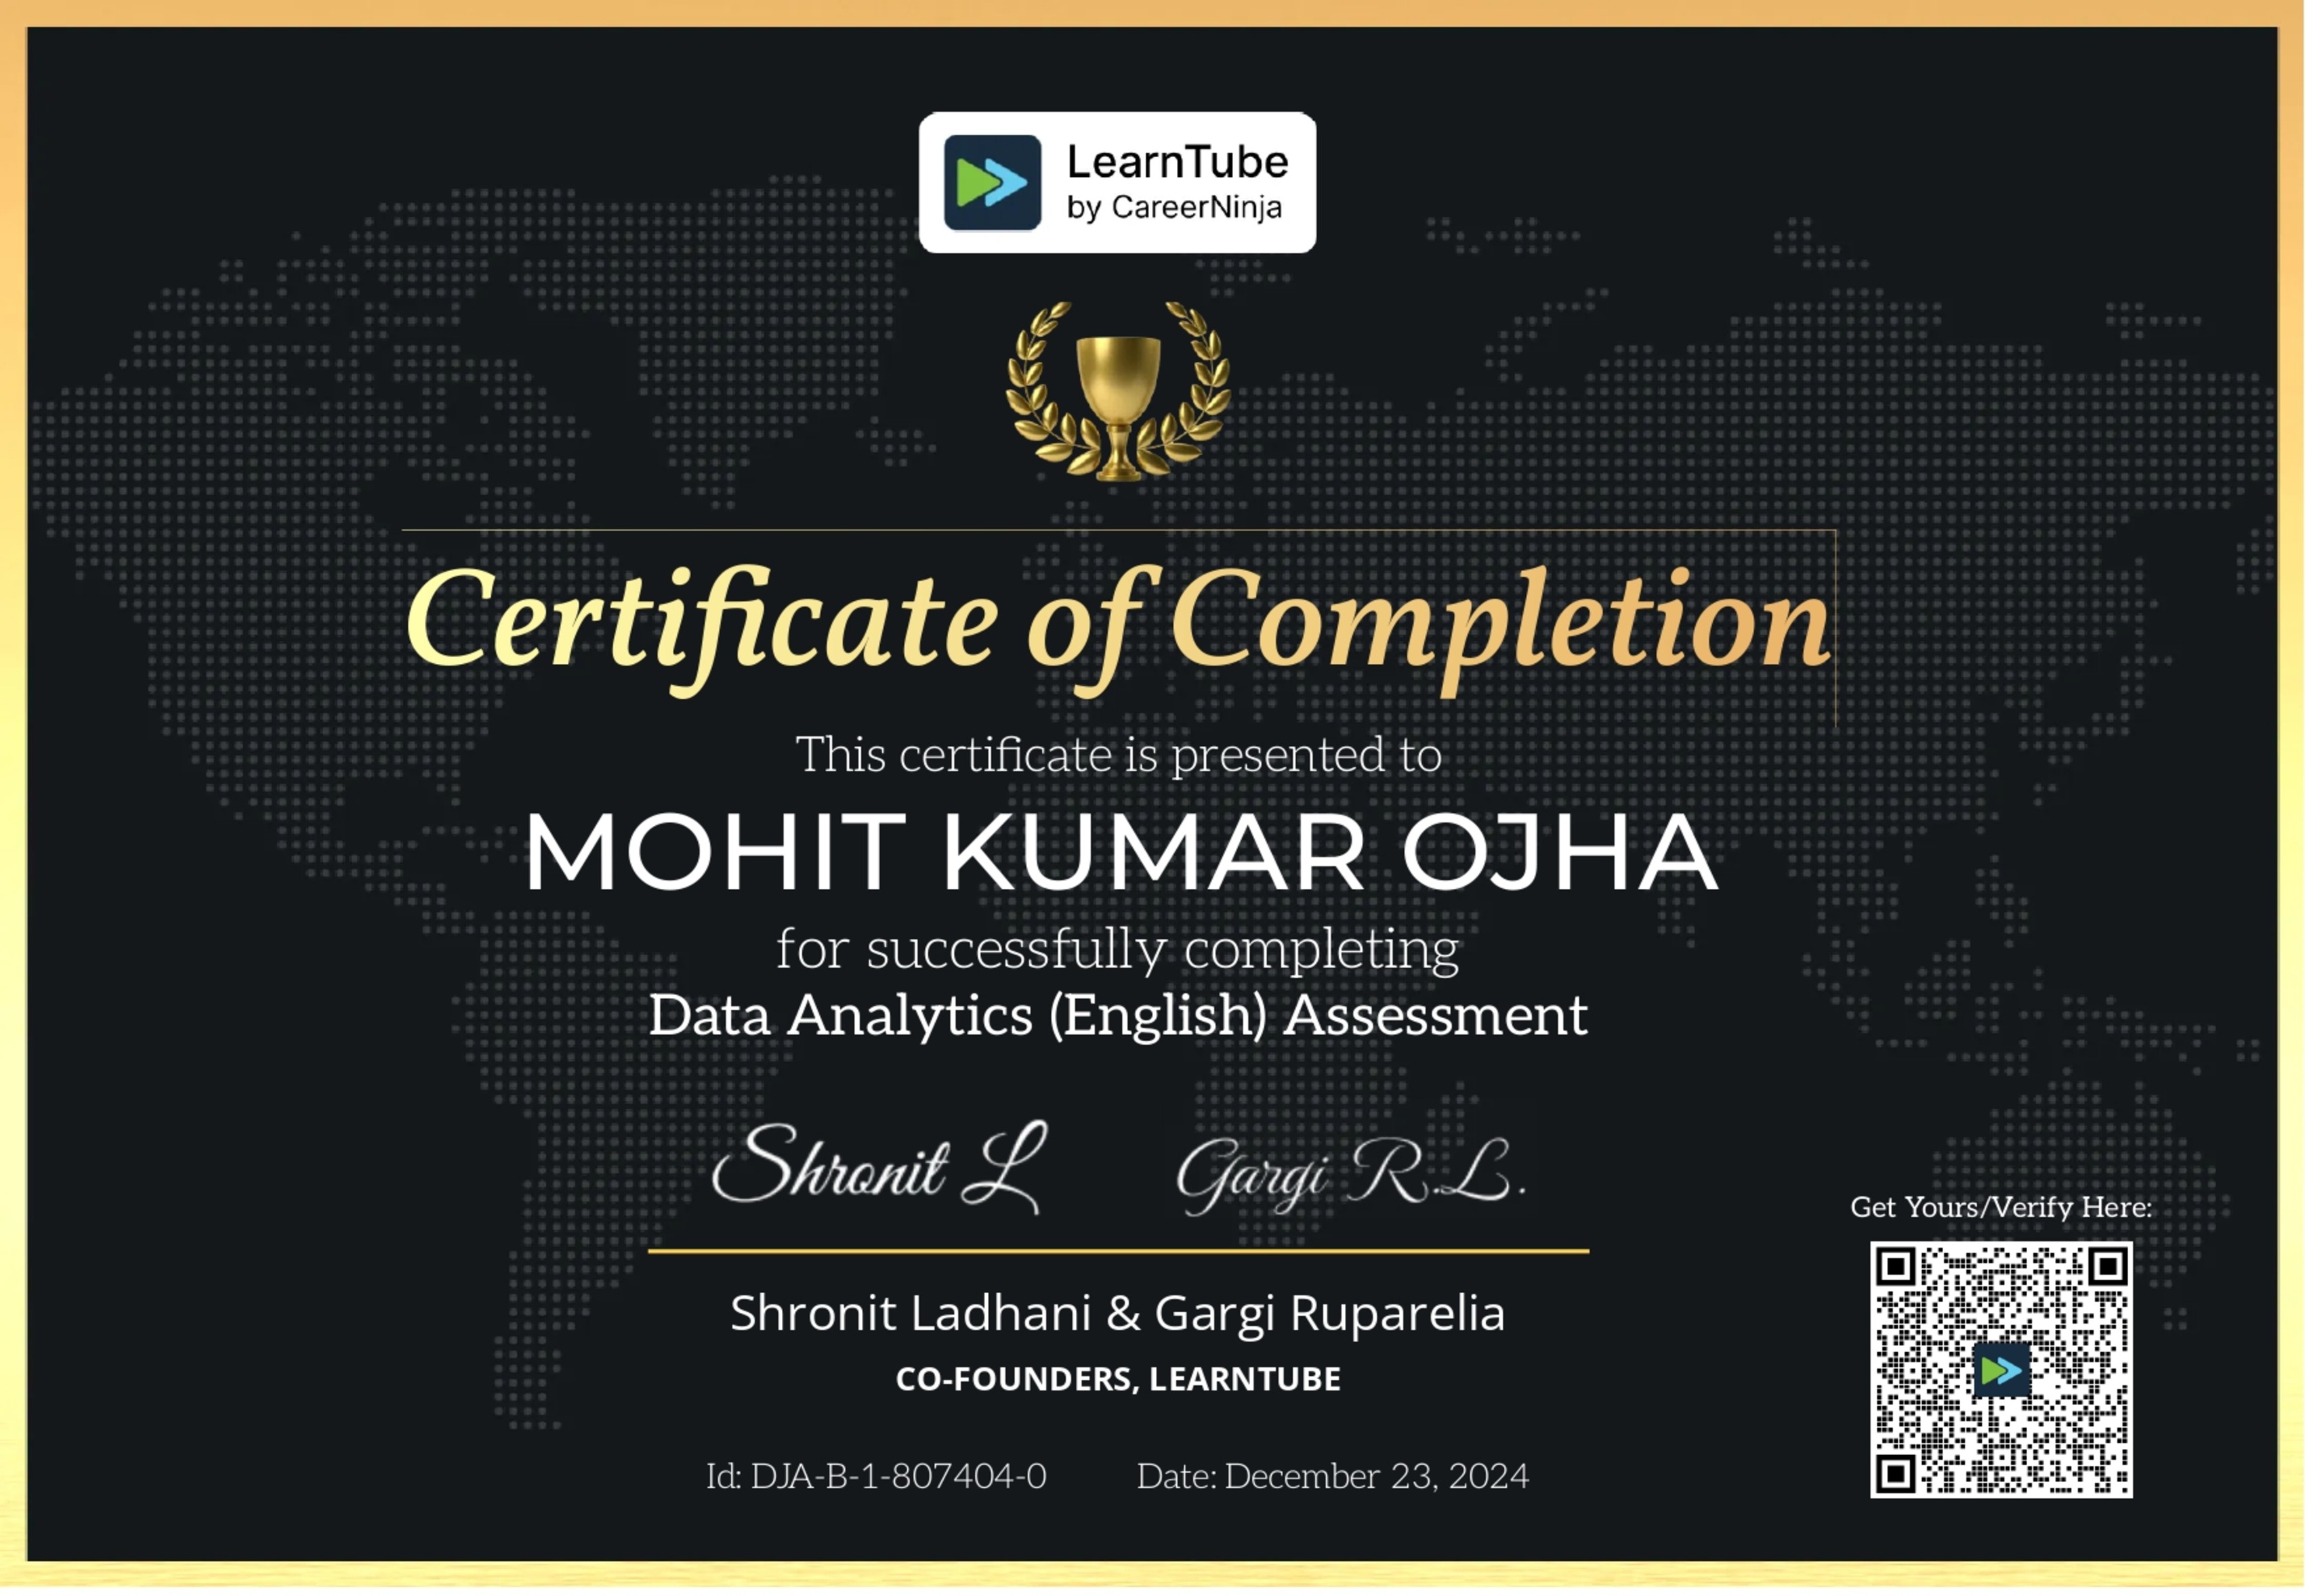 LearnTube
by CareerNinja
Certificate of Completion
This certificate is presented to
MOHIT KUMAR OJHA
for successfully completing
Data Analytics (English) Assessment
Shronit L
Gargi R.L.
Get Yours/Verify Here:
Shronit Ladhani & Gargi Ruparelia
CO-FOUNDERS, LEARNTUBE
Id: DJA-B-1-807404-0
Date: December 23, 2024